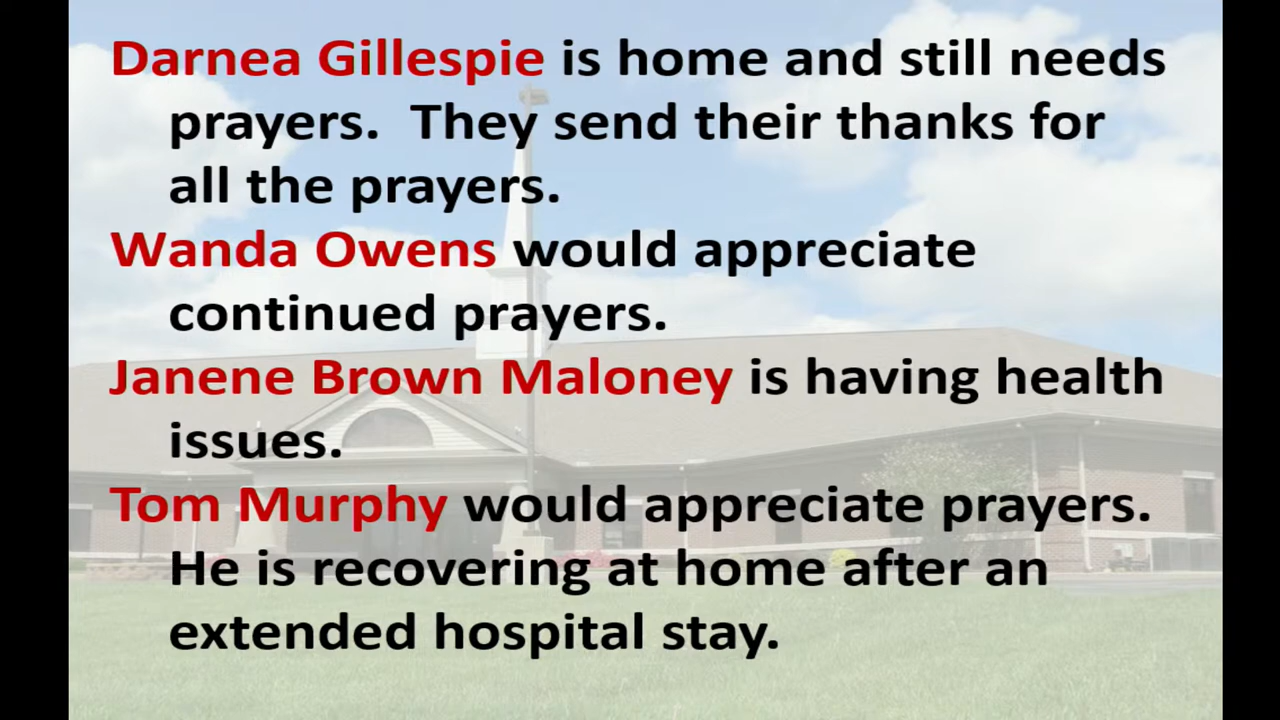 Darnea Gillespie is home and still needs
prayers.  They send their thanks for
all the prayers.
Wanda Owens would appreciate
continued prayers.
Janene Brown Maloney is having health
issues.
Tom Murphy would appreciate prayers.
He is recovering at home after an
extended hospital stay.